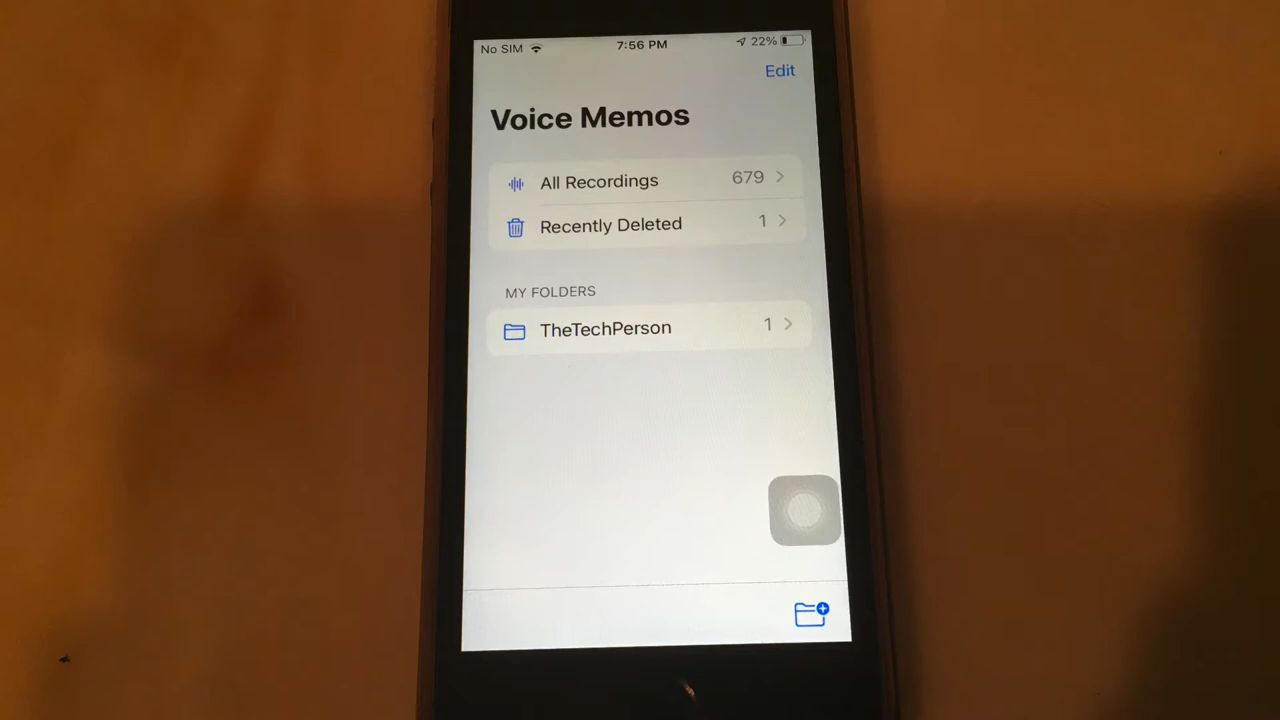 No SIM 7:56 PM 22%
Edit
Voice Memos
All Recordings 679
Recently Deleted 1
MY FOLDERS
TheTechPerson 1